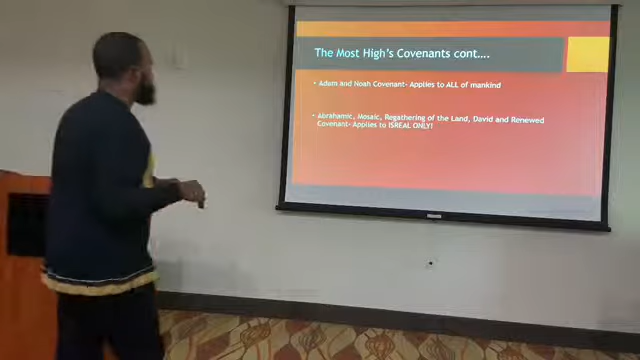 The Most High's Covenants cont….
• Adam and Noah Covenant- Applies to ALL of mankind
• Abrahamic, Mosaic, Regathering of the Land, David and Renewed
Covenant- Applies to ISREAL ONLY!